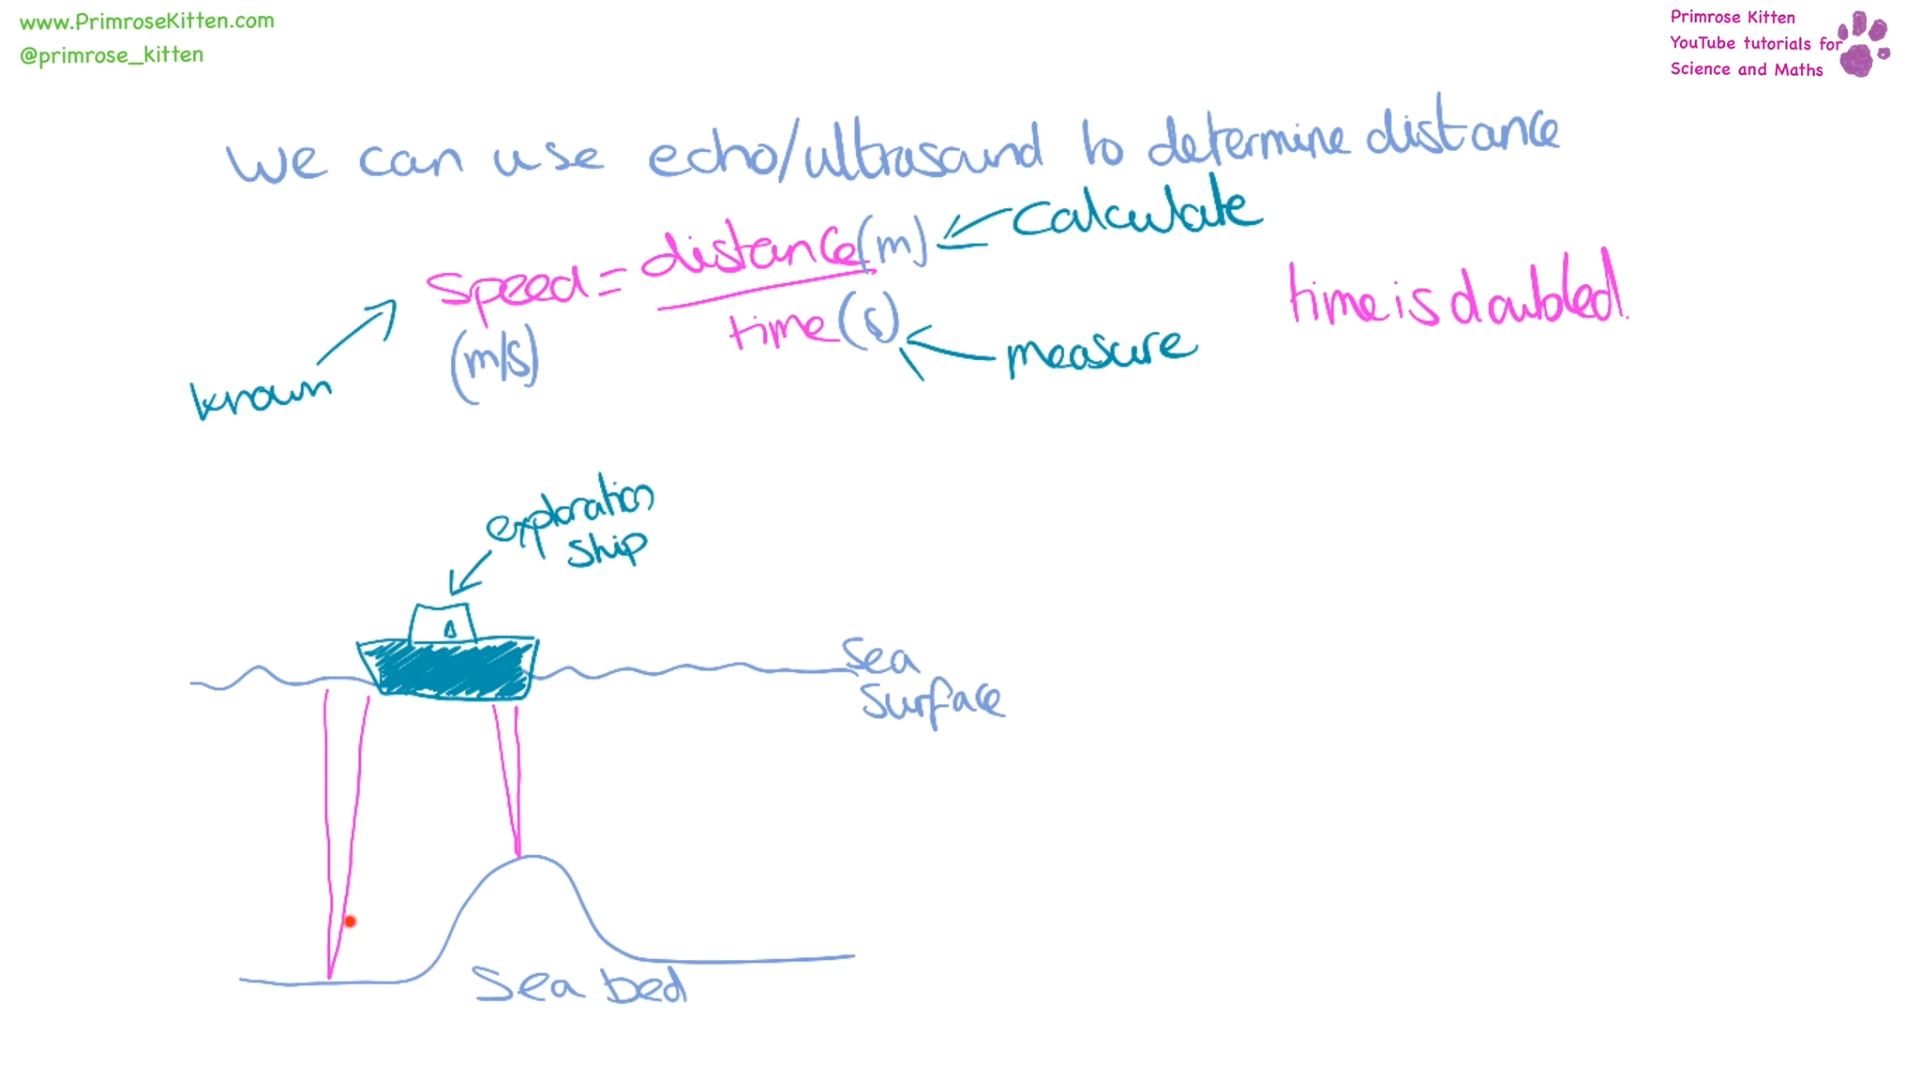 www.PrimroseKitten.com
@primrose_kitten
Primrose Kitten
YouTube tutorials for
Science and Maths
We can use echo/ultrasound to determine distance
speed = distance (m)
time (s)
(m/s)
calculate
measure
known
time is doubled.
exploration
ship
sea
surface
sea bed